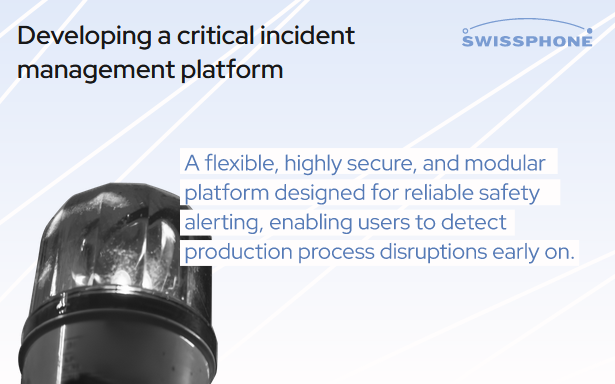 Developing a critical incident
management platform
SWISSPHONE
A flexible, highly secure, and modular
platform designed for reliable safety
alerting, enabling users to detect
production process disruptions early on.